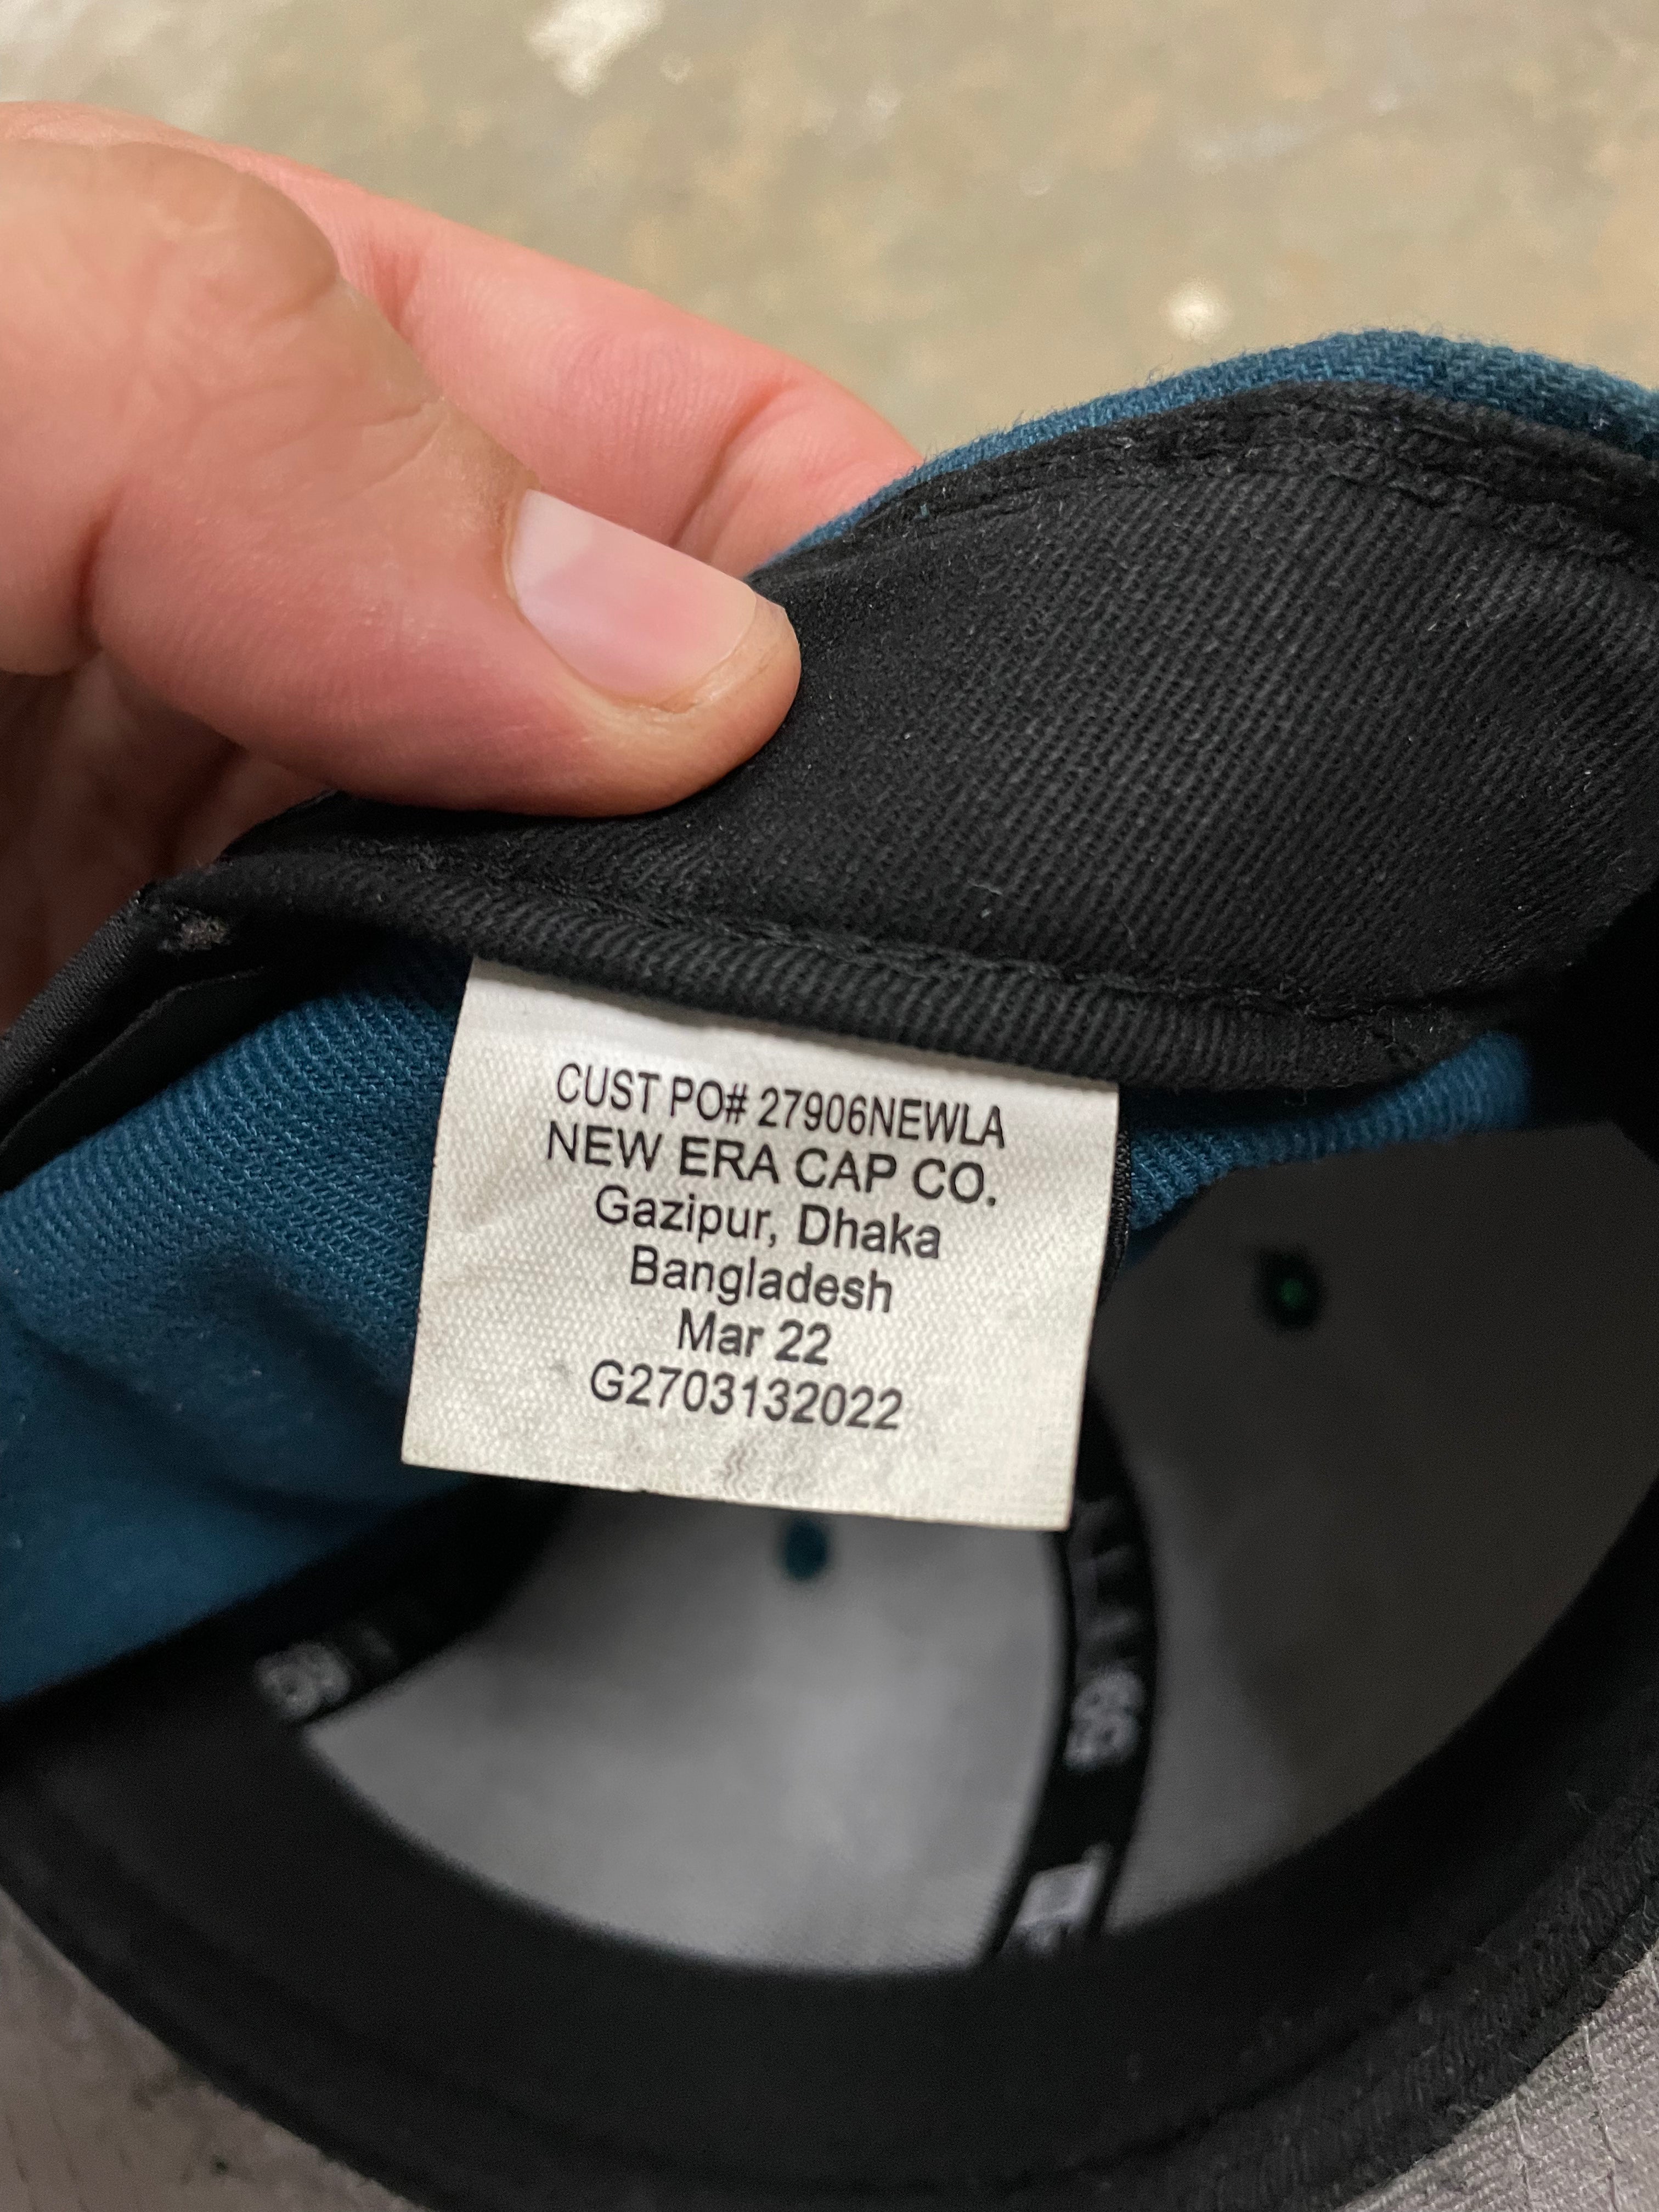 CUST PO# 27906NEWLA
NEW ERA CAP CO.
Gazipur, Dhaka
Bangladesh
Mar 22
G2703132022